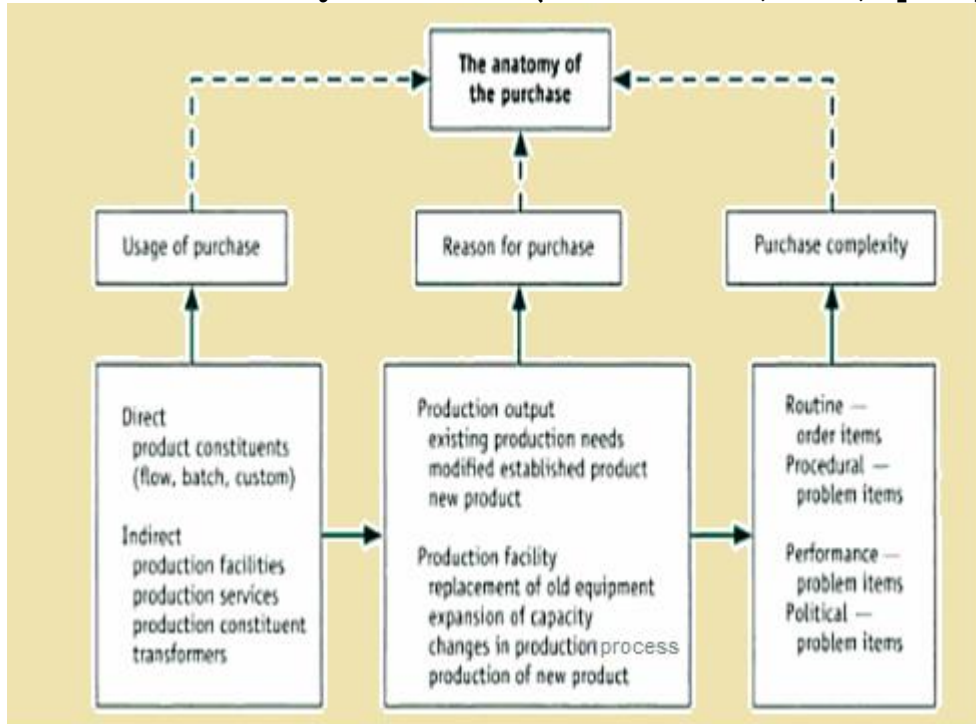 The anatomy of
the purchase
Usage of purchase
Reason for purchase
Purchase complexity
Direct
product constituents
(flow, batch, custom)
Indirect
production facilities
production services
production constituent
transformers
Production output
existing production needs
modified established product
new product
Production facility
replacement of old equipment
expansion of capacity
changes in production process
production of new product
Routine —
order items
Procedural —
problem items
Performance —
problem items
Political —
problem items